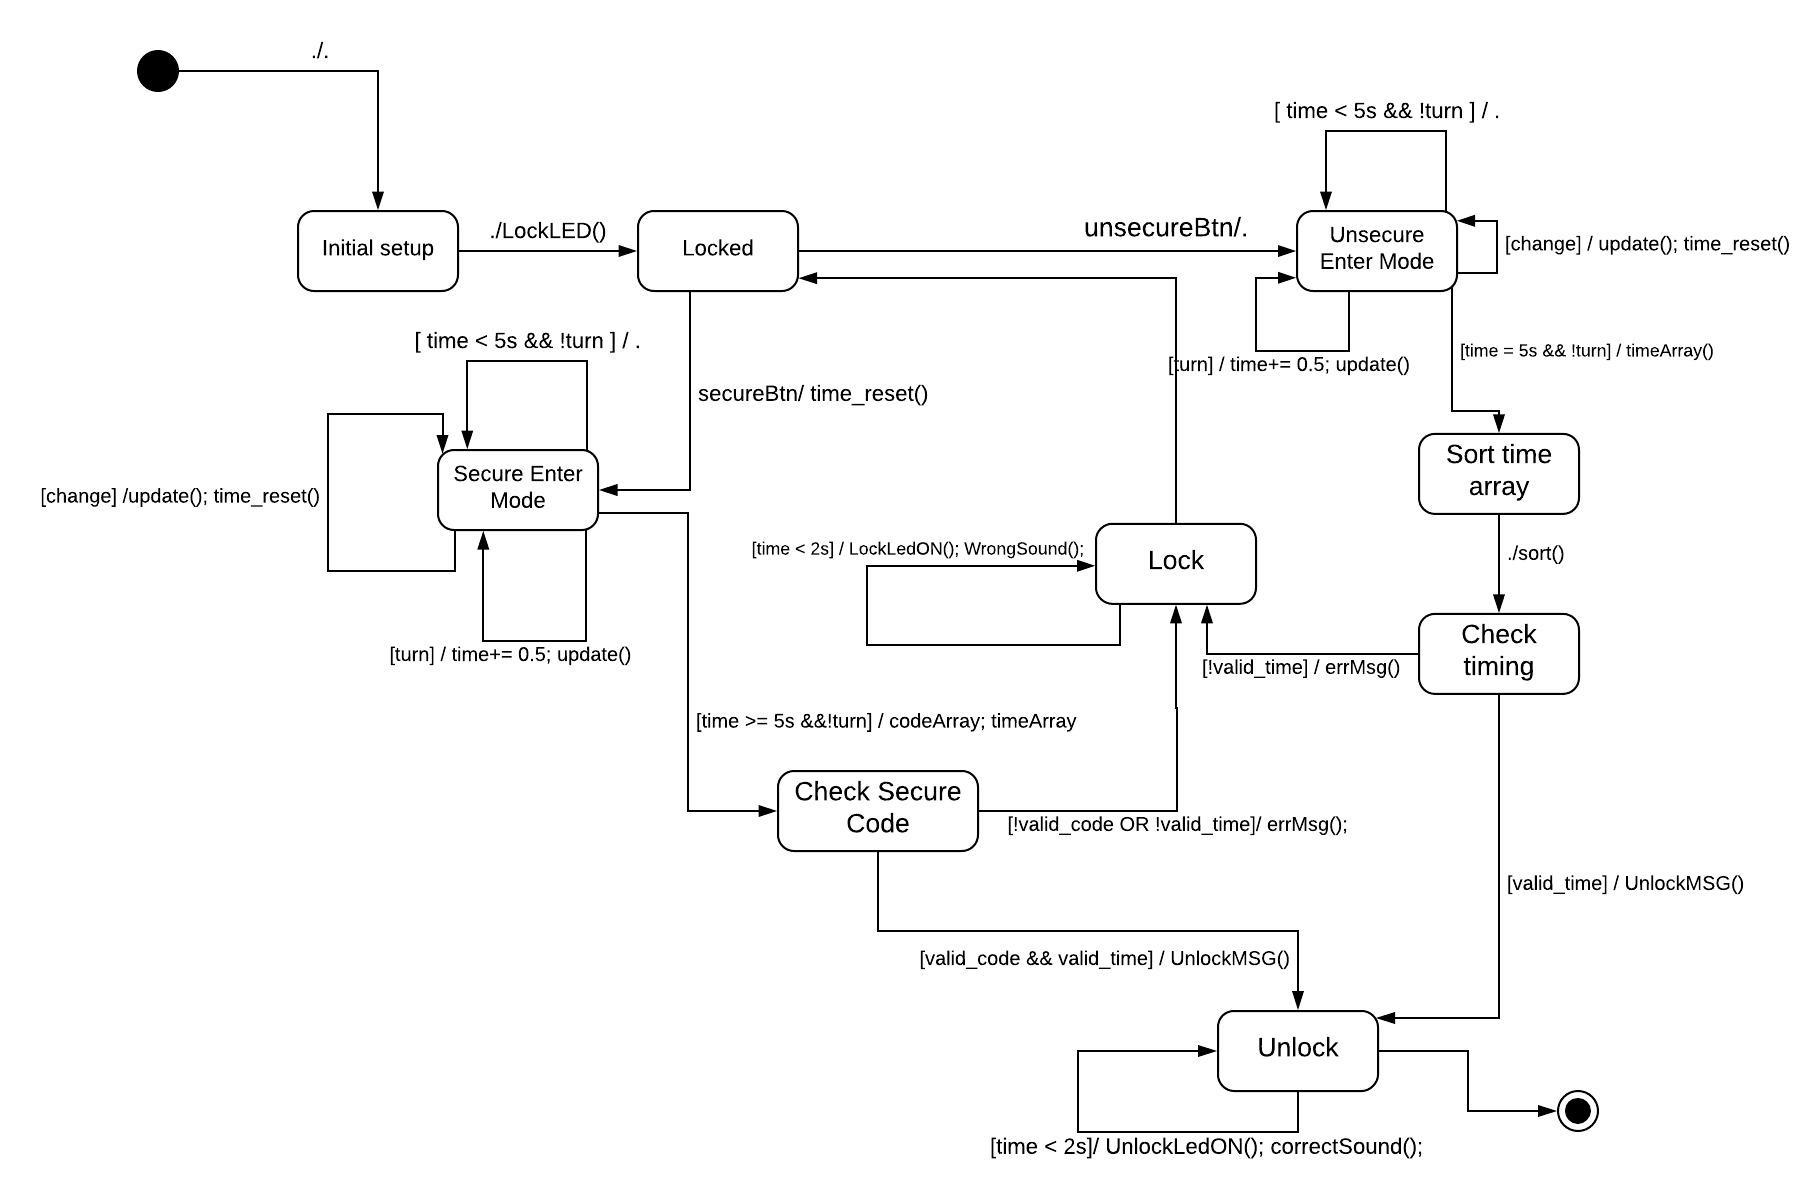 ./.
[ time < 5s && !turn ] / .
Initial setup
./LockLED()
Locked
unsecureBtn/.
Unsecure
Enter Mode
[change] / update(); time_reset()
[ time < 5s && !turn ] / .
[time = 5s && !turn] / timeArray()
[turn] / time+= 0.5; update()
secureBtn/ time_reset()
Sort time
array
Secure Enter
Mode
[change] /update(); time_reset()
[time < 2s] / LockLedON(); WrongSound();
Lock
./sort()
Check
timing
[turn] / time+= 0.5; update()
[!valid_time] / errMsg()
[time >= 5s &&!turn] / codeArray; timeArray
Check Secure
Code
[!valid_code OR !valid_time]/ errMsg();
[valid_time] / UnlockMSG()
[valid_code && valid_time] / UnlockMSG()
Unlock
[time < 2s]/ UnlockLedON(); correctSound();